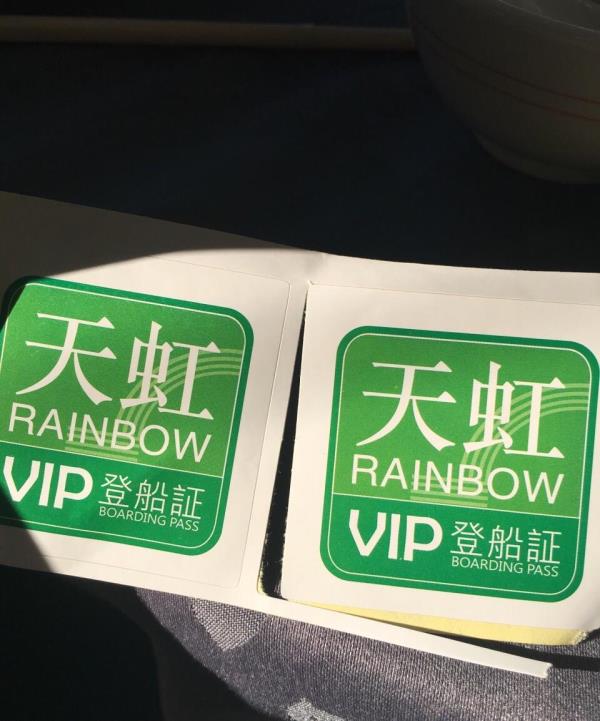 天虹
RAINBOW
VIP 登船証
BOARDING PASS
天虹
RAINBOW
VIP 登船証
BOARDING PASS